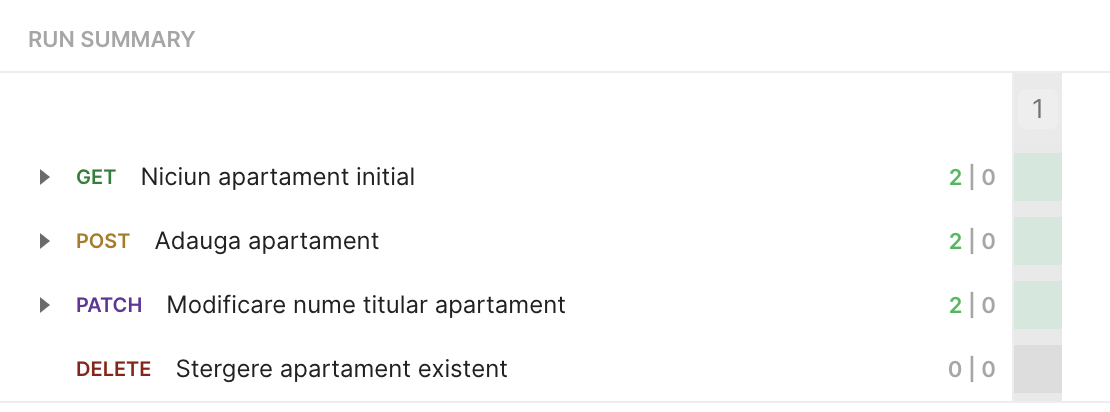 RUN SUMMARY
1
GET Niciun apartament initial 2 | 0
POST Adauga apartament 2 | 0
PATCH Modificare nume titular apartament 2 | 0
DELETE Stergere apartament existent 0 | 0